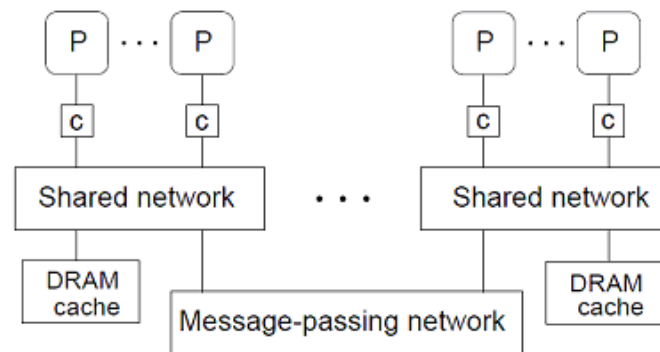 P ... P P ... P
c c c c
Shared network ... Shared network
DRAM
cache
DRAM
cache
Message-passing network